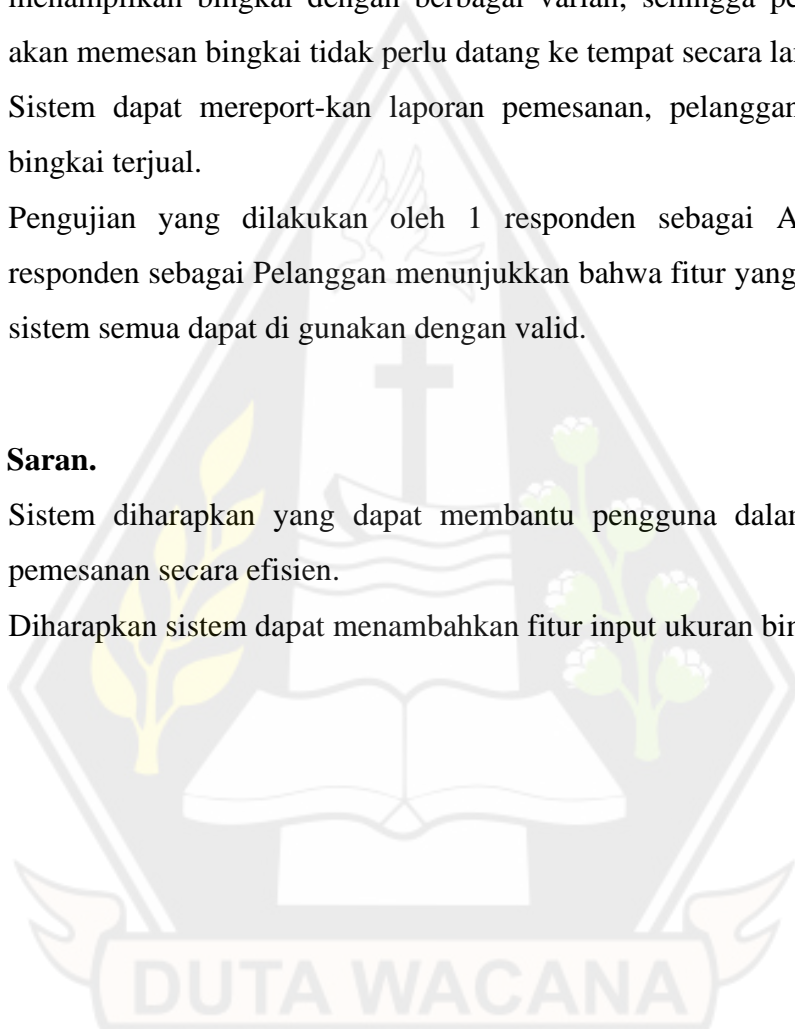 menampilkan bingkai dengan berbagai varian, sehingga pe
akan memesan bingkai tidak perlu datang ke tempat secara la
Sistem dapat mereport-kan laporan pemesanan, pelanggan
bingkai terjual.
Pengujian yang dilakukan oleh 1 responden sebagai A
responden sebagai Pelanggan menunjukkan bahwa fitur yang
sistem semua dapat di gunakan dengan valid.
Saran.
Sistem diharapkan yang dapat membantu pengguna dalam
pemesanan secara efisien.
Diharapkan sistem dapat menambahkan fitur input ukuran bin
DUTA WACANA